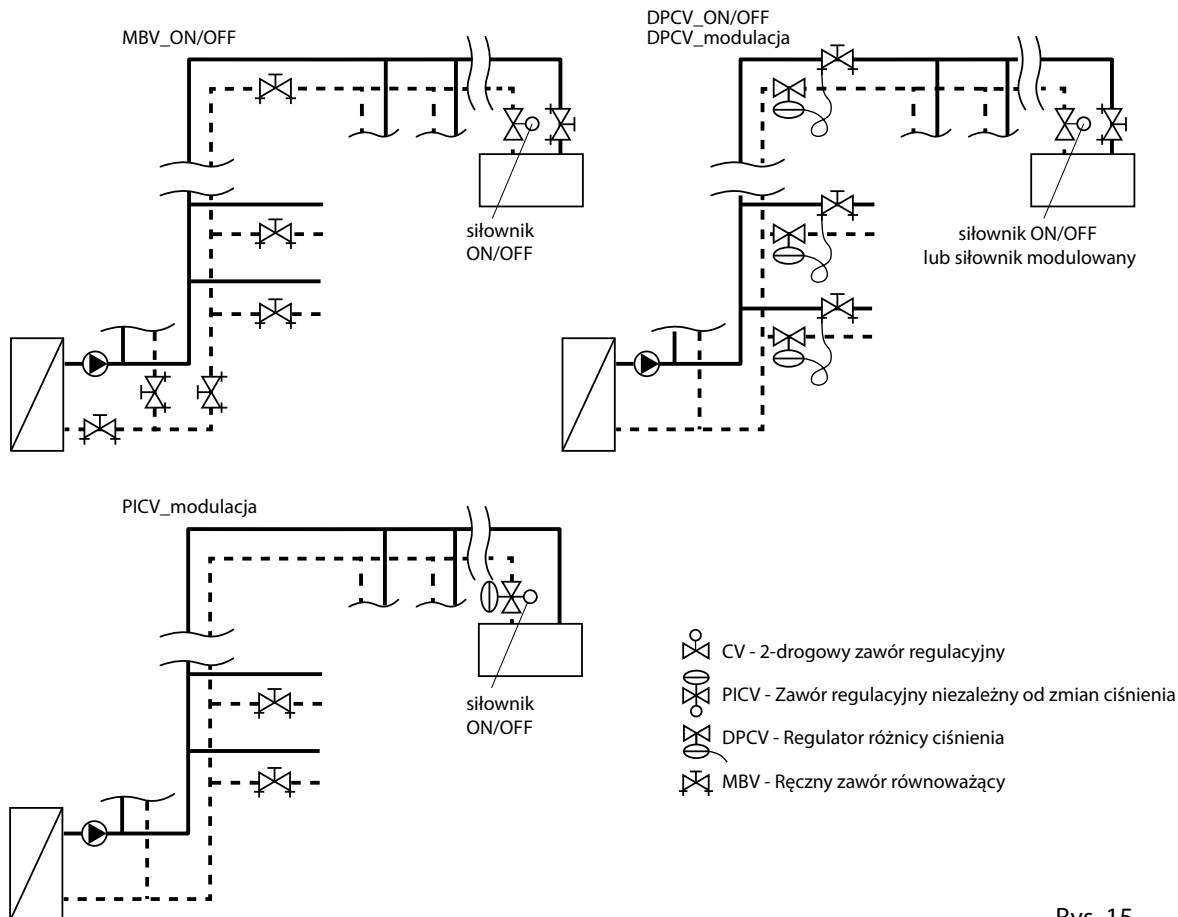 MBV_ON/OFF
siłownik
ON/OFF
DPCV_ON/OFF
DPCV_modulacja
siłownik ON/OFF
lub siłownik modulowany
PICV_modulacja
siłownik
ON/OFF
CV - 2-drogowy zawór regulacyjny
PICV - Zawór regulacyjny niezależny od zmian ciśnienia
DPCV - Regulator różnicy ciśnienia
MBV - Ręczny zawór równoważący
Rys. 15